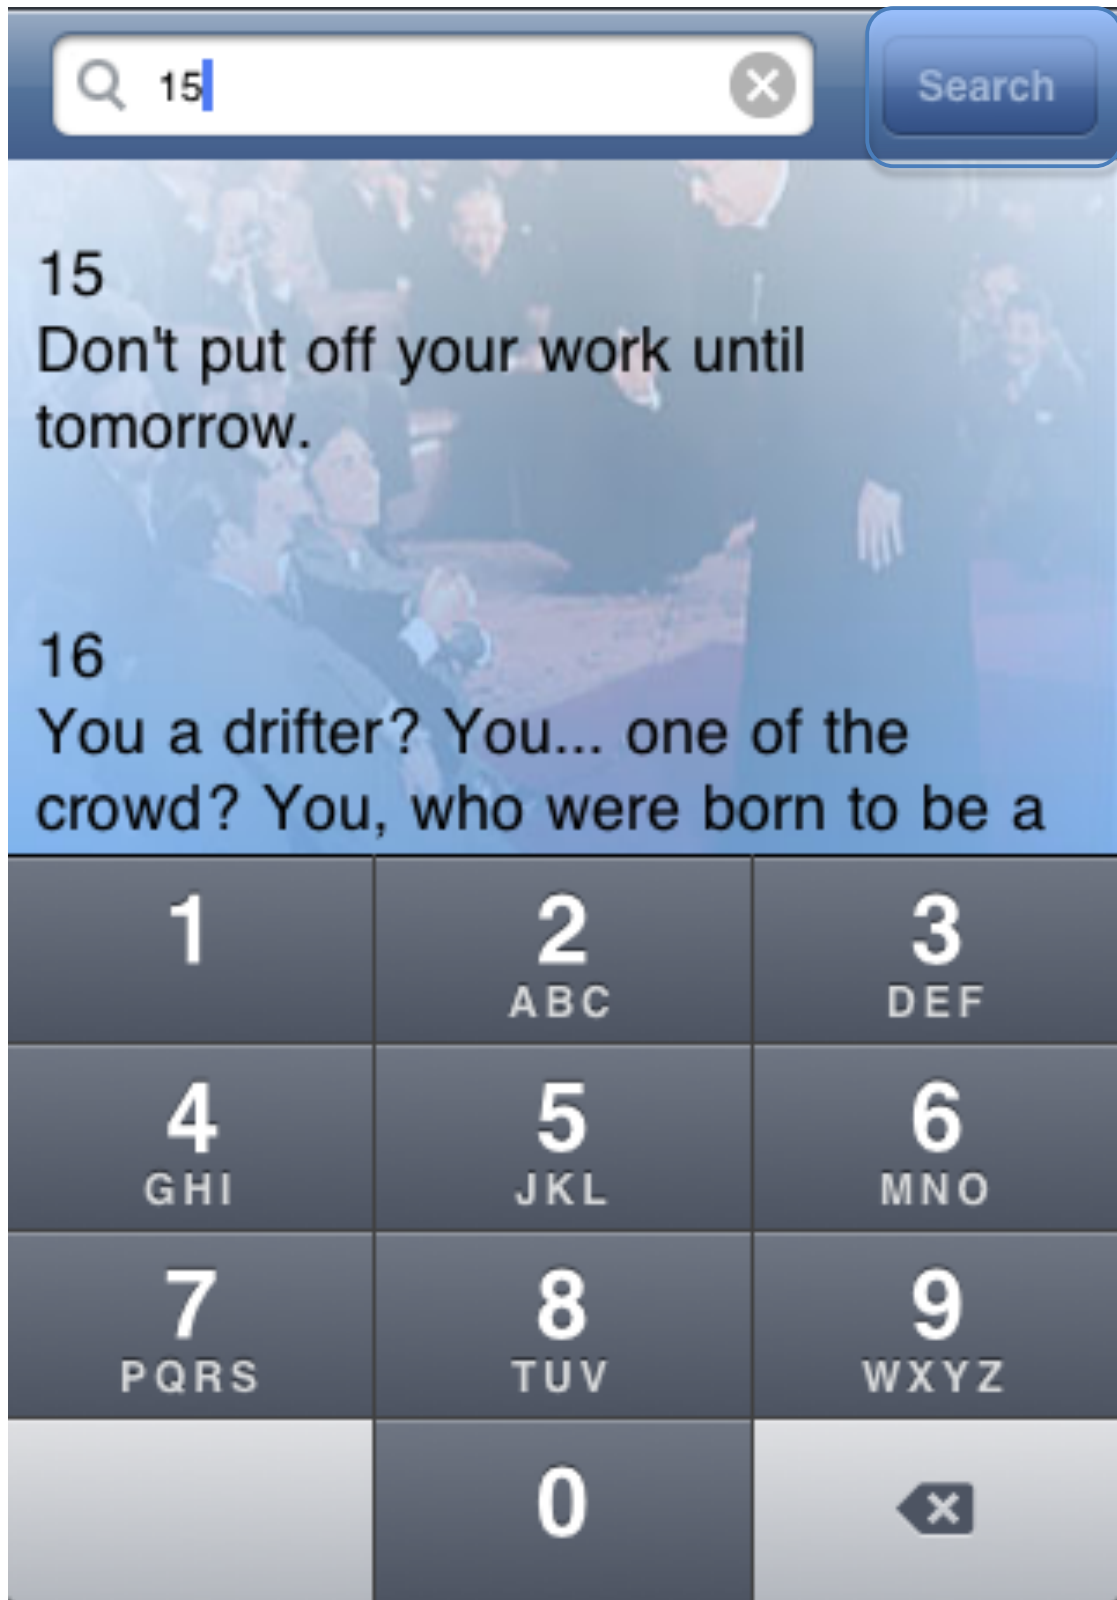 15
Search
15
Don't put off your work until
tomorrow.
16
You a drifter? You... one of the
crowd? You, who were born to be a
1 2 3
ABC DEF
4 5 6
GHI JKL MNO
7 8 9
PQRS TUV WXYZ
0